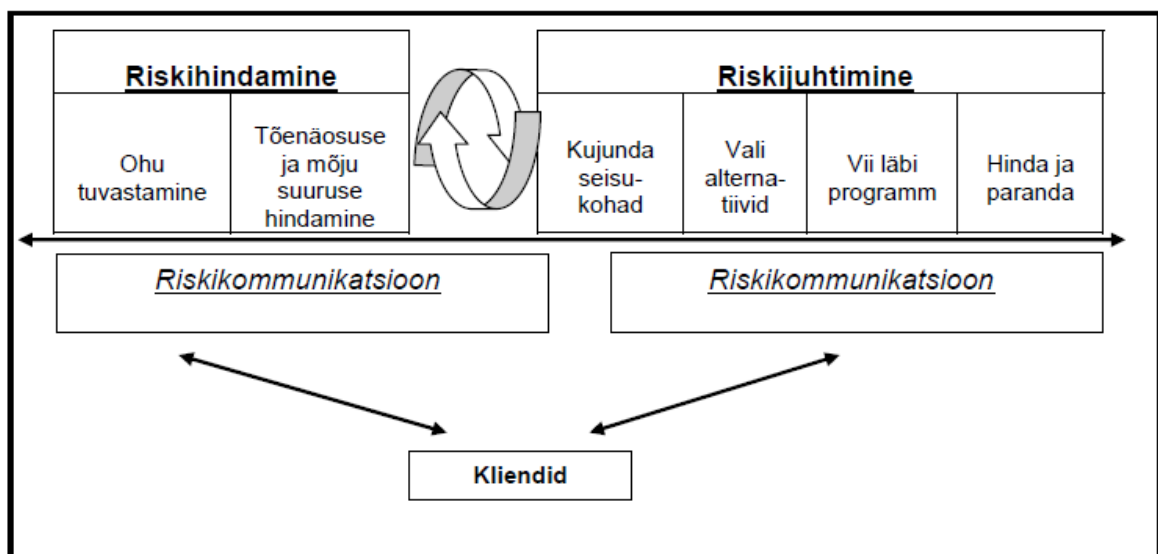 Riskihindamine
Ohu
tuvastamine
Tõenäosuse
ja mõju
suuruse
hindamine
Riskijuhtimine
Kujunda
seisu-
kohad
Vali
alterna-
tiivid
Vii läbi
programm
Hinda ja
paranda
Riskikommunikatsioon
Riskikommunikatsioon
Kliendid